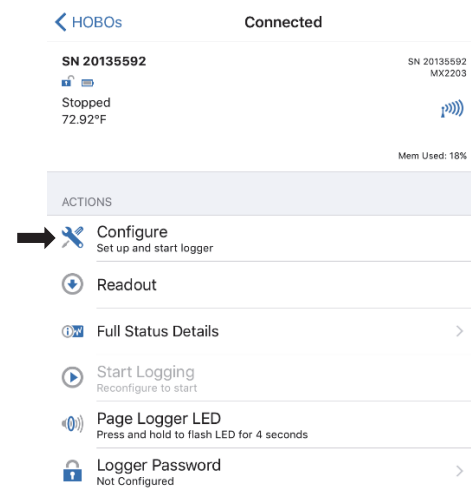 HOBOs
Connected
SN 20135592
SN 20135592
MX2203
Stopped
72.92°F
Mem Used: 18%
ACTIONS
Configure
Set up and start logger
Readout
Full Status Details
Start Logging
Reconfigure to start
Page Logger LED
Press and hold to flash LED for 4 seconds
Logger Password
Not Configured